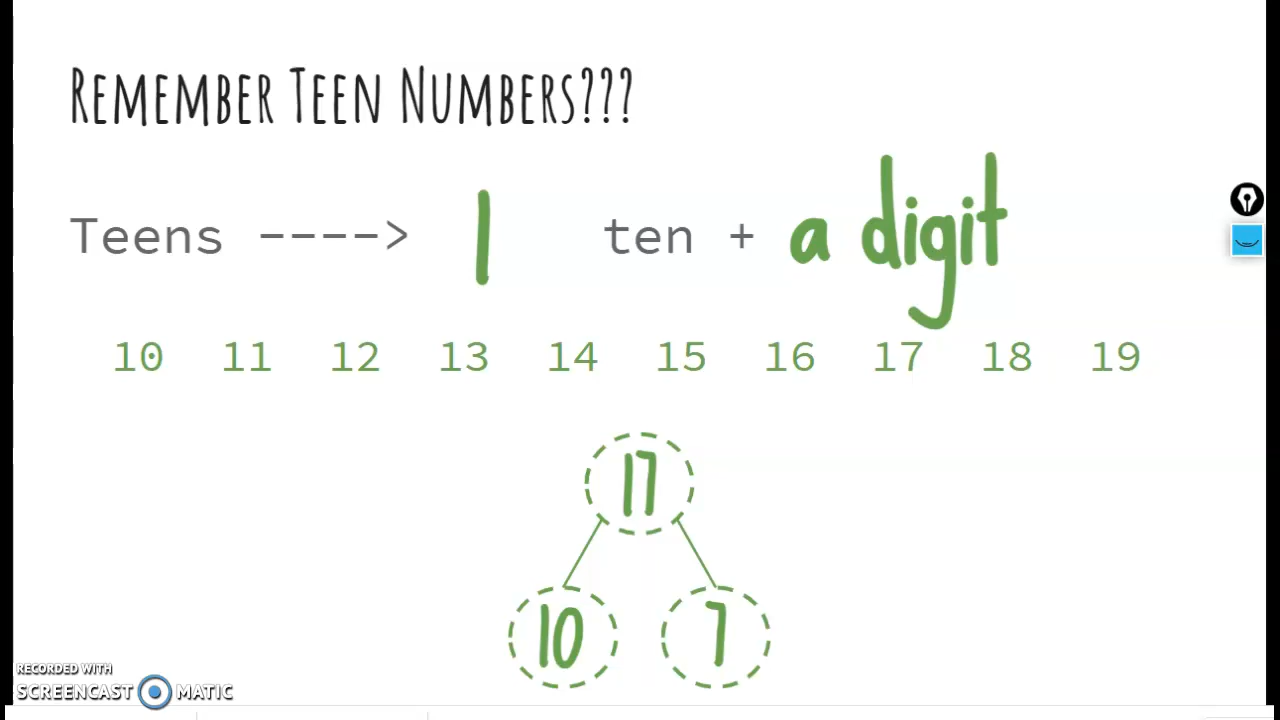 REMEMBER TEEN NUMBERS???
Teens ----> 1 ten + a digit
10 11 12 13 14 15 16 17 18 19
17
10 7
RECORDED WITH
SCREENCAST MATIC